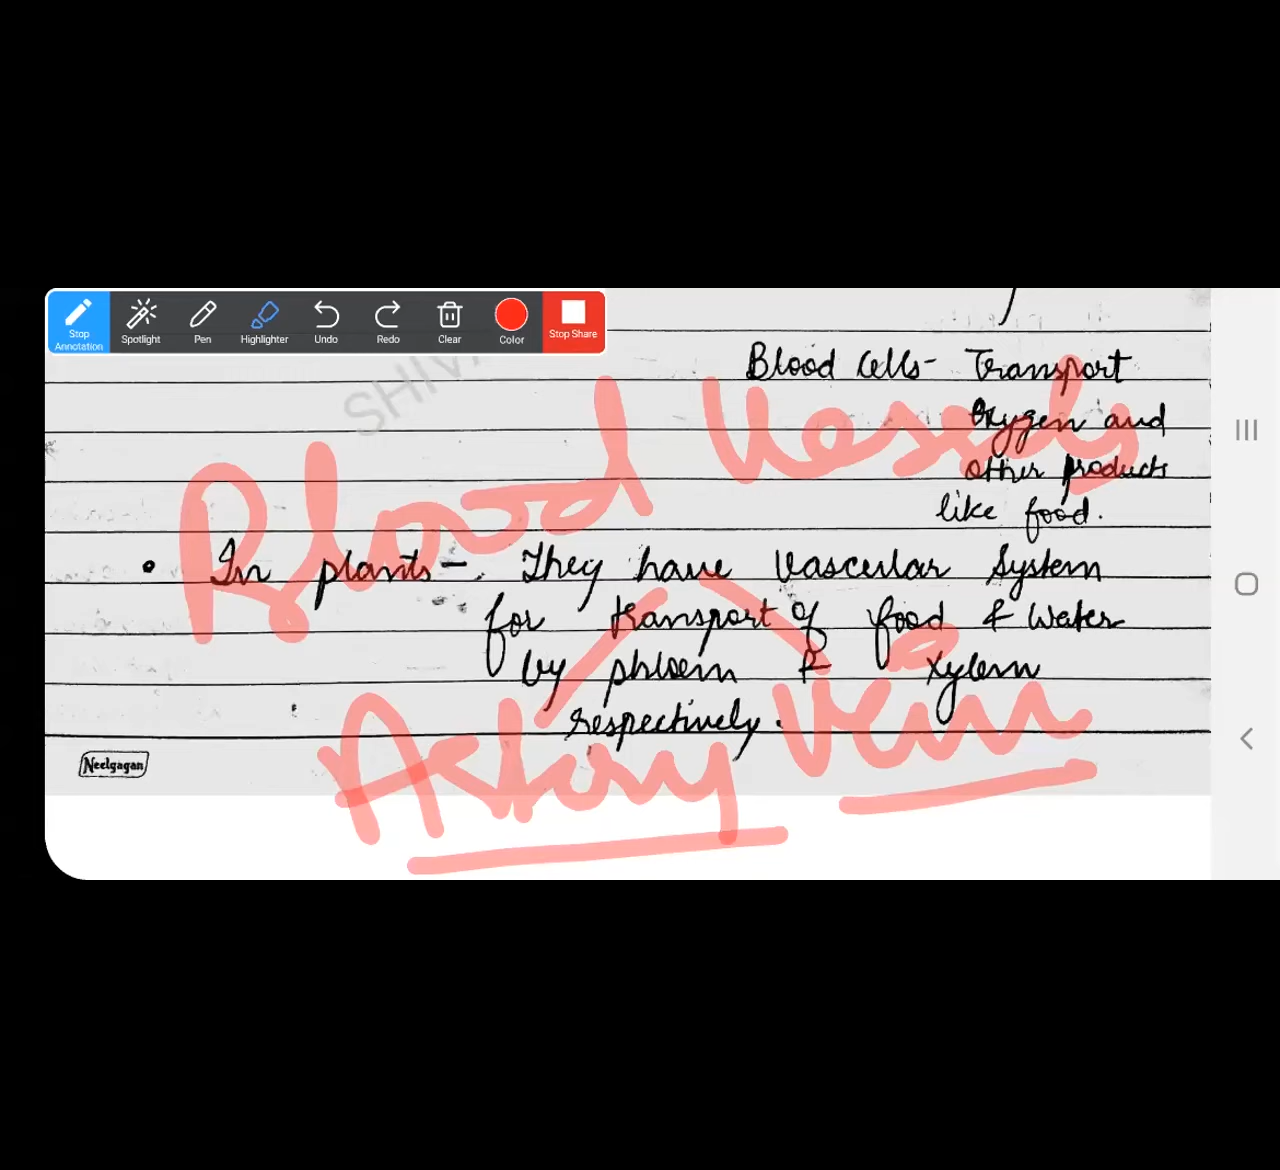 Stop Annotation
Spotlight
Pen
Highlighter
Undo
Redo
Clear
Color
Stop Share
SHIV
Blood Cells- Transport
Oxygen and
other products
like food.
Blood Vessels
• In plants-. They have Vascular System
for transport of food & Water
by phloem & xylem
respectively.
Artery Vein
Neelgagan